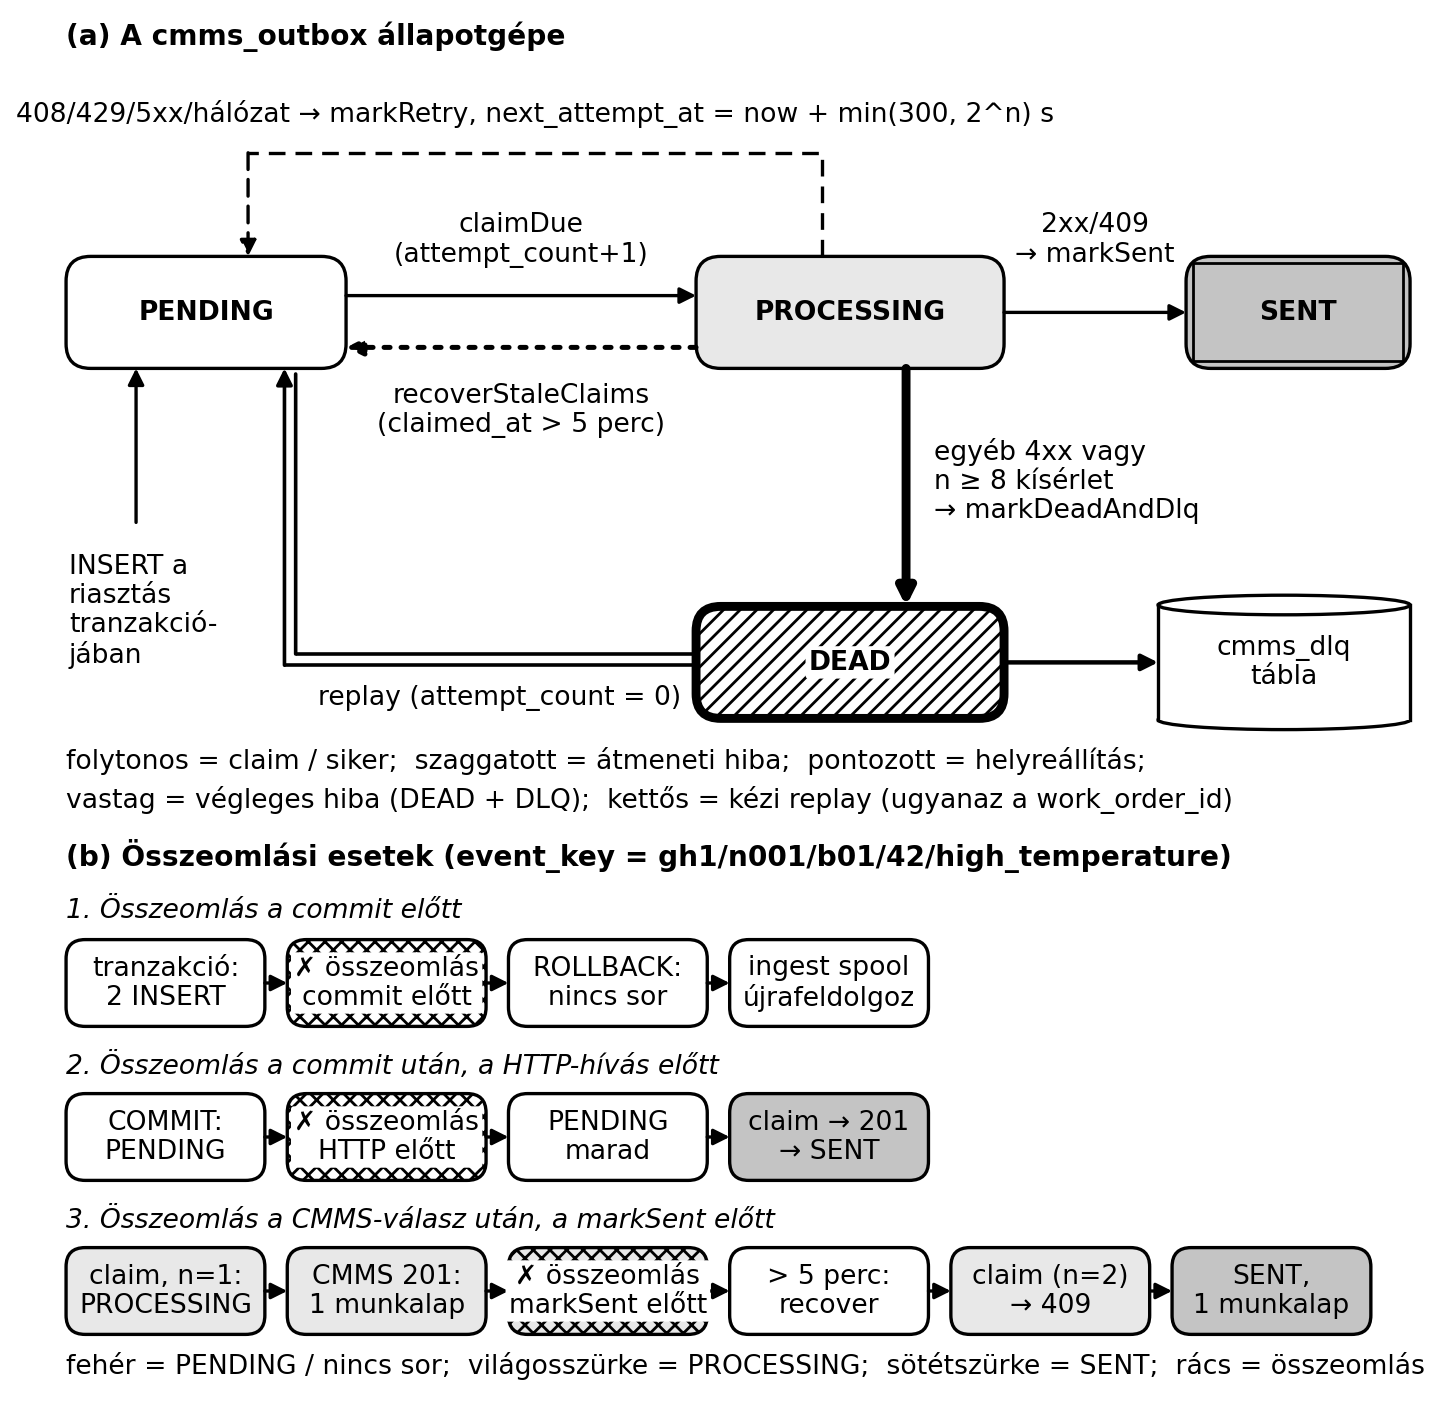 (a) A cmms_outbox állapotgépe
408/429/5xx/hálózat → markRetry, next_attempt_at = now + min(300, 2^n) s
claimDue
(attempt_count+1)
2xx/409
→ markSent
PENDING
PROCESSING
SENT
recoverStaleClaims
(claimed_at > 5 perc)
egyéb 4xx vagy
n ≥ 8 kísérlet
→ markDeadAndDlq
INSERT a
riasztás
tranzakció-
jában
DEAD
cmms_dlq
tábla
replay (attempt_count = 0)
folytonos = claim / siker;  szaggatott = átmeneti hiba;  pontozott = helyreállítás;
vastag = végleges hiba (DEAD + DLQ);  kettős = kézi replay (ugyanaz a work_order_id)
(b) Összeomlási esetek (event_key = gh1/n001/b01/42/high_temperature)
1. Összeomlás a commit előtt
tranzakció:
2 INSERT
✗ összeomlás
commit előtt
ROLLBACK:
nincs sor
ingest spool
újrafeldolgoz
2. Összeomlás a commit után, a HTTP-hívás előtt
COMMIT:
PENDING
✗ összeomlás
HTTP előtt
PENDING
marad
claim → 201
→ SENT
3. Összeomlás a CMMS-válasz után, a markSent előtt
claim, n=1:
PROCESSING
CMMS 201:
1 munkalap
✗ összeomlás
markSent előtt
> 5 perc:
recover
claim (n=2)
→ 409
SENT,
1 munkalap
fehér = PENDING / nincs sor;  világosszürke = PROCESSING;  sötétszürke = SENT;  rács = összeomlás